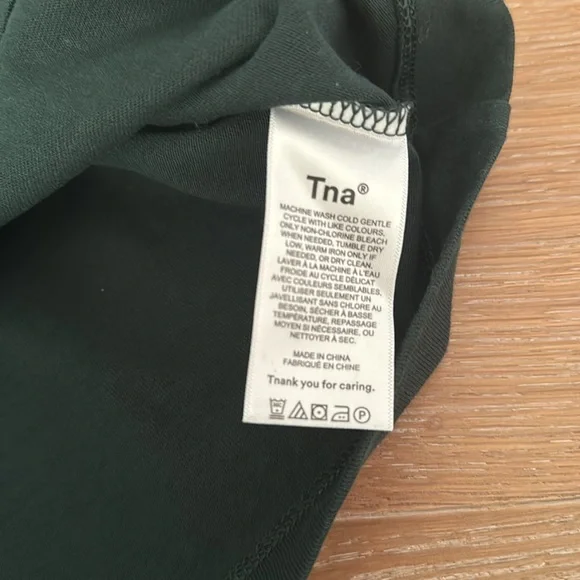 Tna®
MACHINE WASH COLD GENTLE
CYCLE WITH LIKE COLOURS,
ONLY NON-CHLORINE BLEACH
WHEN NEEDED, TUMBLE DRY
LOW, WARM IRON ONLY IF
NEEDED, OR DRY CLEAN.
LAVER À LA MACHINE À L'EAU
FROIDE AU CYCLE DÉLICAT
AVEC COULEURS SEMBLABLES,
UTILISER SEULEMENT UN
JAVELLISANT SANS CHLORE AU
BESOIN, SÉCHER À BASSE
TEMPÉRATURE, REPASSAGE
MOYEN SI NÉCESSAIRE, OU
NETTOYER À SEC.
MADE IN CHINA
FABRIQUÉ EN CHINE
Thank you for caring.
P